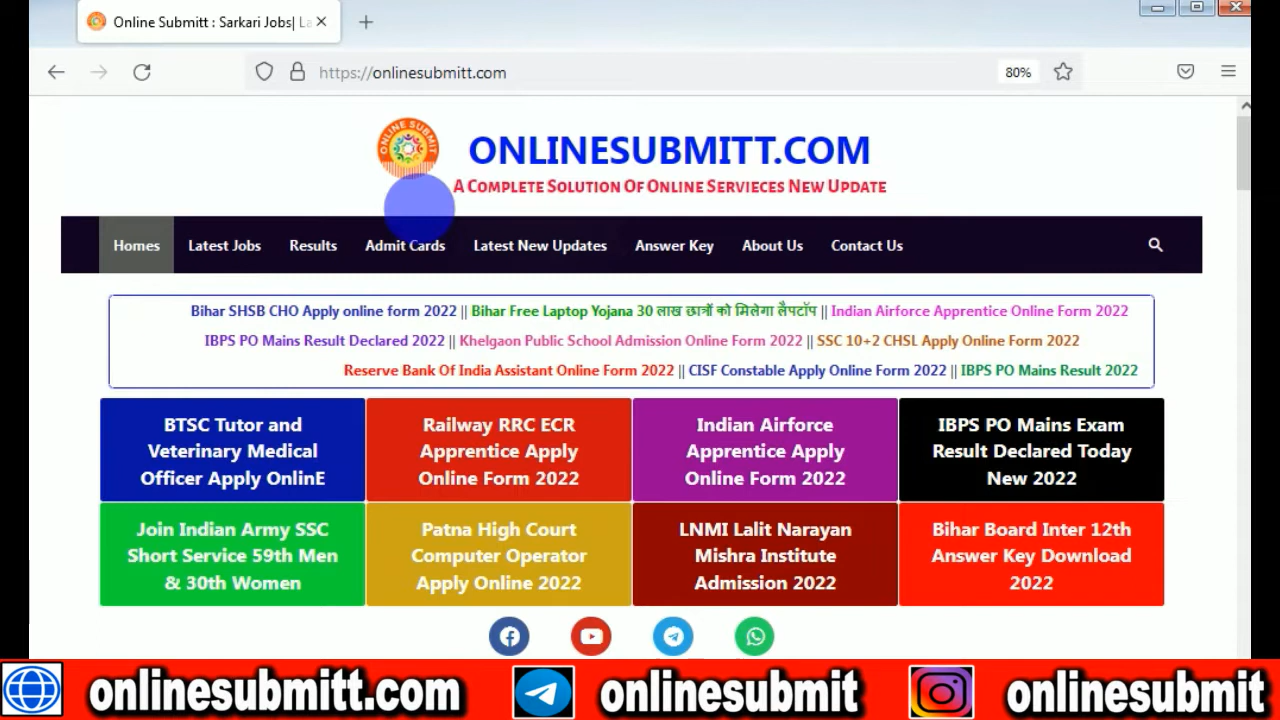 Online Submitt : Sarkari Jobs| La
https://onlinesubmitt.com
80%
ONLINE SUBMIT
ONLINESUBMITT.COM
A Complete Solution Of Online Servieces New Update
Homes Latest Jobs Results Admit Cards Latest New Updates Answer Key About Us Contact Us
Bihar SHSB CHO Apply online form 2022 || Bihar Free Laptop Yojana 30 लाख छात्रों को मिलेगा लैपटॉप || Indian Airforce Apprentice Online Form 2022
IBPS PO Mains Result Declared 2022 || Khelgaon Public School Admission Online Form 2022 || SSC 10+2 CHSL Apply Online Form 2022
Reserve Bank Of India Assistant Online Form 2022 || CISF Constable Apply Online Form 2022 || IBPS PO Mains Result 2022
BTSC Tutor and
Veterinary Medical
Officer Apply OnlinE
Railway RRC ECR
Apprentice Apply
Online Form 2022
Indian Airforce
Apprentice Apply
Online Form 2022
IBPS PO Mains Exam
Result Declared Today
New 2022
Join Indian Army SSC
Short Service 59th Men
& 30th Women
Patna High Court
Computer Operator
Apply Online 2022
LNMI Lalit Narayan
Mishra Institute
Admission 2022
Bihar Board Inter 12th
Answer Key Download
2022
onlinesubmitt.com onlinesubmit onlinesubmit